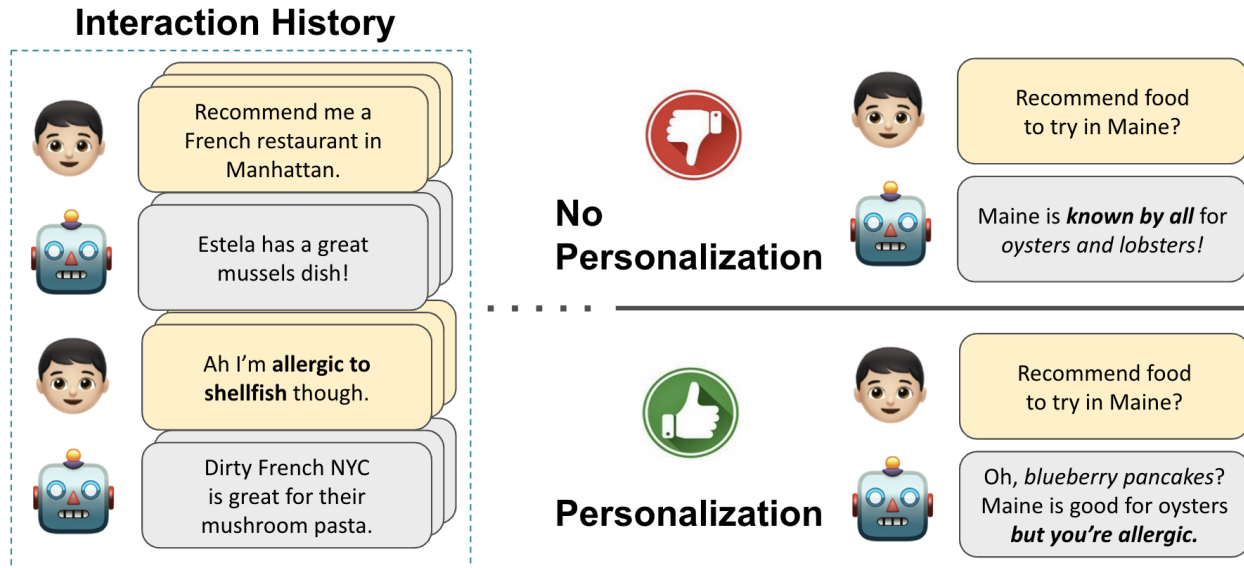 Interaction History
Recommend me a
French restaurant in
Manhattan.
Estela has a great
mussels dish!
Ah I'm allergic to
shellfish though.
Dirty French NYC
is great for their
mushroom pasta.
No
Personalization
Recommend food
to try in Maine?
Maine is known by all for
oysters and lobsters!
Personalization
Recommend food
to try in Maine?
Oh, blueberry pancakes?
Maine is good for oysters
but you're allergic.